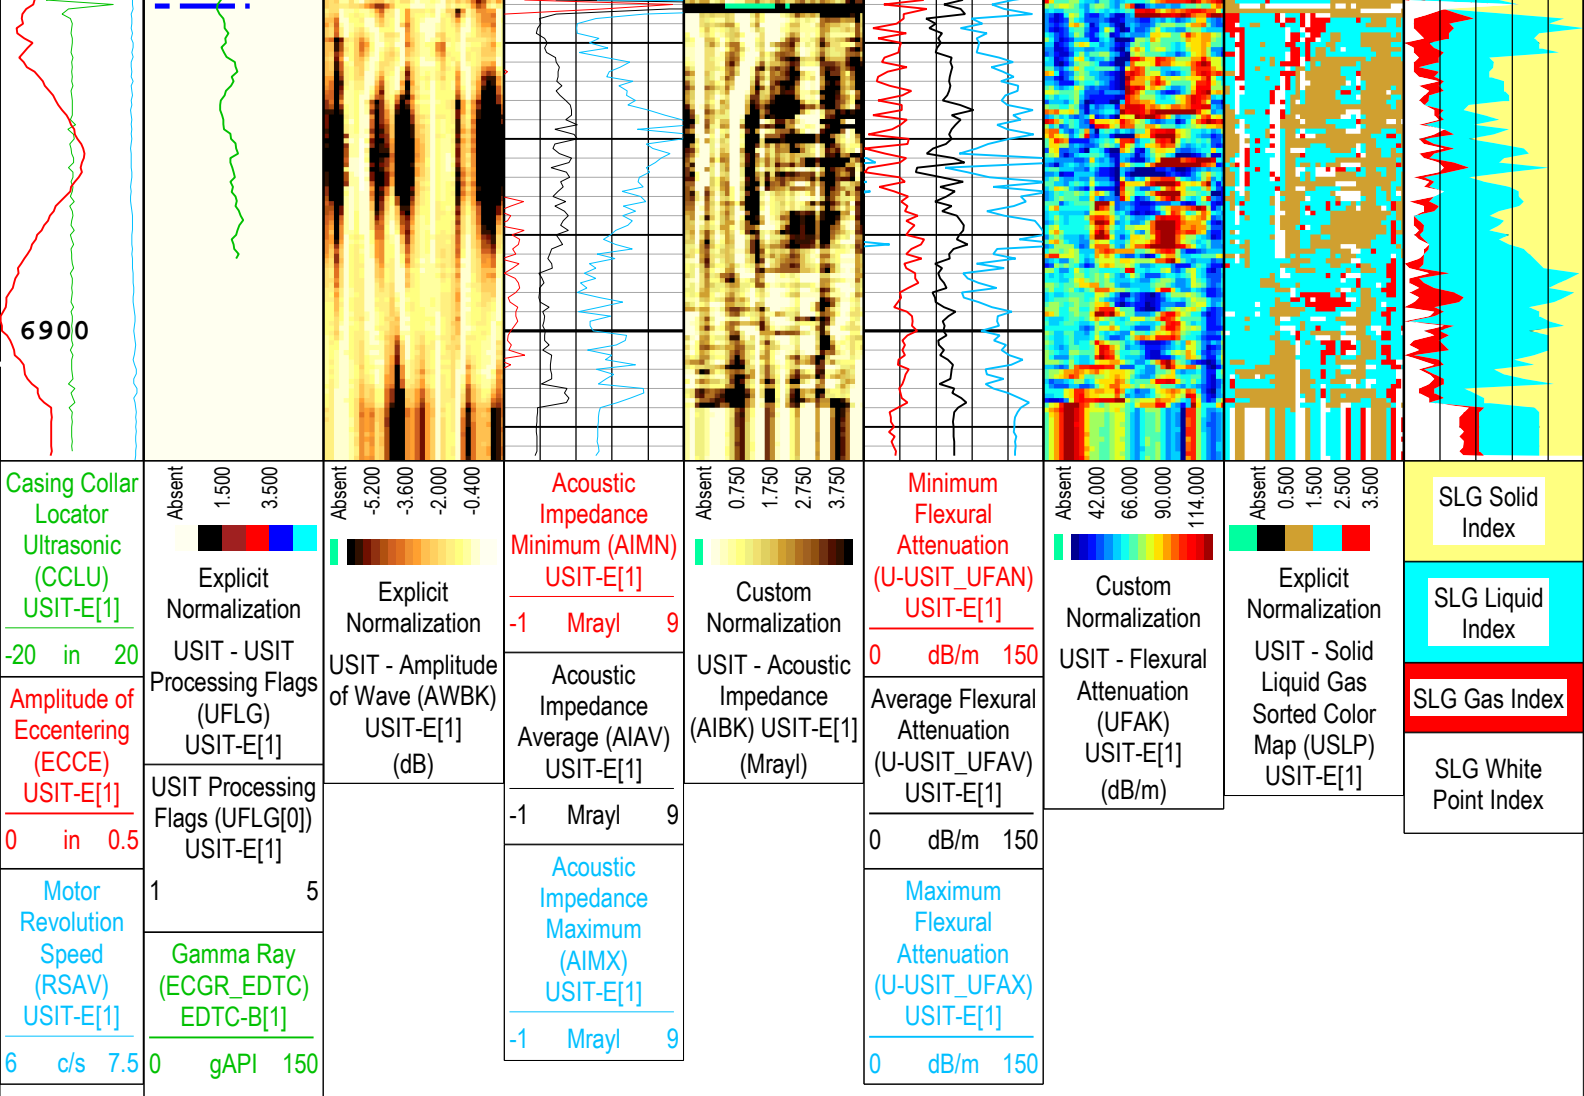 6900
Casing Collar
Locator
Ultrasonic
(CCLU)
USIT-E[1]
-20 in 20
Amplitude of
Eccentering
(ECCE)
USIT-E[1]
0 in 0.5
Motor
Revolution
Speed
(RSAV)
USIT-E[1]
6 c/s 7.5
Absent
1.500
3.500
Explicit
Normalization
USIT - USIT
Processing Flags
(UFLG)
USIT-E[1]
USIT Processing
Flags (UFLG[0])
USIT-E[1]
1 5
Gamma Ray
(ECGR_EDTC)
EDTC-B[1]
0 gAPI 150
Absent
-5.200
-3.600
-2.000
-0.400
Explicit
Normalization
USIT - Amplitude
of Wave (AWBK)
USIT-E[1]
(dB)
Acoustic
Impedance
Minimum (AIMN)
USIT-E[1]
-1 Mrayl 9
Acoustic
Impedance
Average (AIAV)
USIT-E[1]
-1 Mrayl 9
Acoustic
Impedance
Maximum
(AIMX)
USIT-E[1]
-1 Mrayl 9
Absent
0.750
1.750
2.750
3.750
Custom
Normalization
USIT - Acoustic
Impedance
(AIBK) USIT-E[1]
(Mrayl)
Minimum
Flexural
Attenuation
(U-USIT_UFAN)
USIT-E[1]
0 dB/m 150
Average Flexural
Attenuation
(U-USIT_UFAV)
USIT-E[1]
0 dB/m 150
Maximum
Flexural
Attenuation
(U-USIT_UFAX)
USIT-E[1]
0 dB/m 150
Absent
42.000
66.000
90.000
114.000
Custom
Normalization
USIT - Flexural
Attenuation
(UFAK)
USIT-E[1]
(dB/m)
Absent
0.500
1.500
2.500
3.500
Explicit
Normalization
USIT - Solid
Liquid Gas
Sorted Color
Map (USLP)
USIT-E[1]
SLG Solid
Index
SLG Liquid
Index
SLG Gas Index
SLG White
Point Index